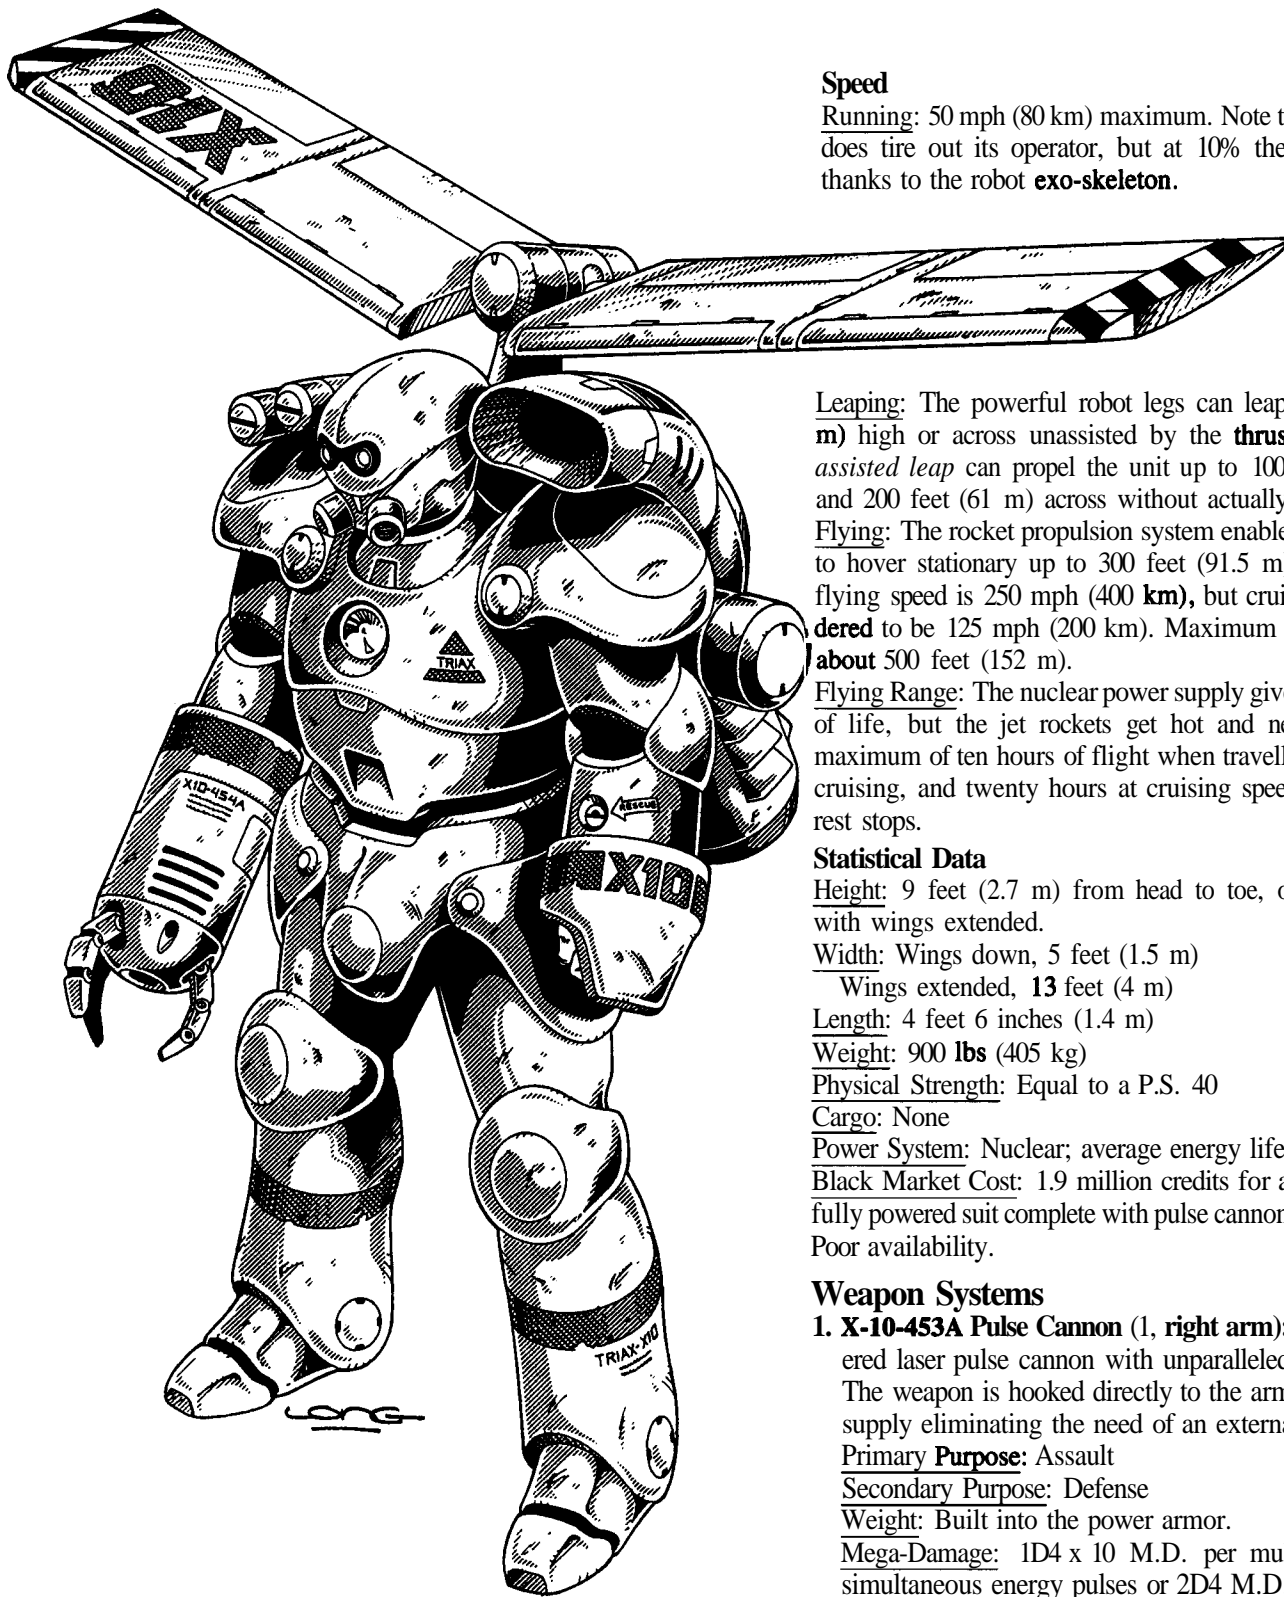 X10
Speed
Running: 50 mph (80 km) maximum. Note t
does tire out its operator, but at 10% the
thanks to the robot exo-skeleton.
Leaping: The powerful robot legs can leap
m) high or across unassisted by the thrus
assisted leap can propel the unit up to 100
and 200 feet (61 m) across without actually
Flying: The rocket propulsion system enable
to hover stationary up to 300 feet (91.5 m
flying speed is 250 mph (400 km), but crui
dered to be 125 mph (200 km). Maximum
about 500 feet (152 m).
Flying Range: The nuclear power supply give
of life, but the jet rockets get hot and ne
maximum of ten hours of flight when travell
cruising, and twenty hours at cruising spee
rest stops.
Statistical Data
Height: 9 feet (2.7 m) from head to toe, o
with wings extended.
Width: Wings down, 5 feet (1.5 m)
Wings extended, 13 feet (4 m)
Length: 4 feet 6 inches (1.4 m)
Weight: 900 lbs (405 kg)
Physical Strength: Equal to a P.S. 40
Cargo: None
Power System: Nuclear; average energy life
Black Market Cost: 1.9 million credits for a
fully powered suit complete with pulse cannon
Poor availability.
Weapon Systems
1. X-10-453A Pulse Cannon (1, right arm):
ered laser pulse cannon with unparalleled
The weapon is hooked directly to the arm
supply eliminating the need of an externa
Primary Purpose: Assault
Secondary Purpose: Defense
Weight: Built into the power armor.
Mega-Damage: 1D4 x 10 M.D. per mu
simultaneous energy pulses or 2D4 M.D
TRIAX
X10-454A
RESCUE
X10
TRIAX-X10
LONG